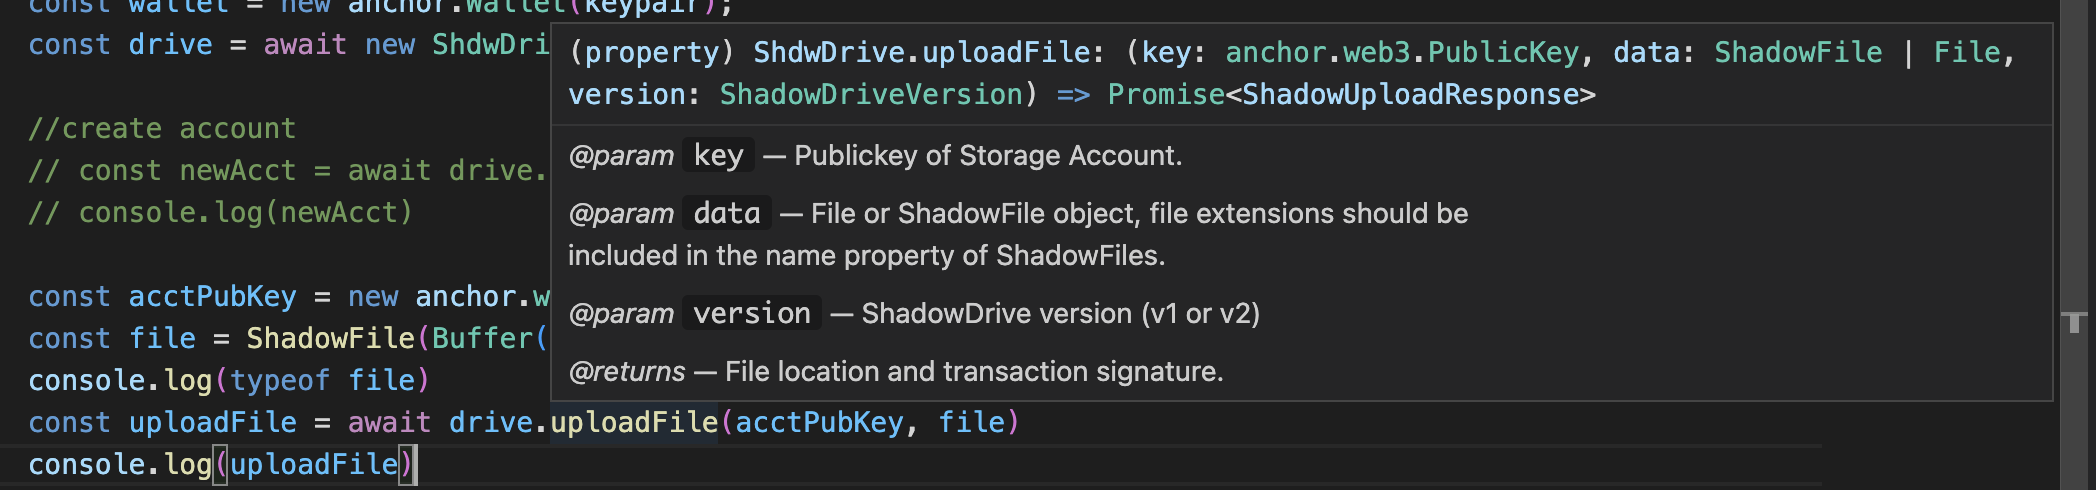 const wallet = new anchor.Wallet(keypair);
const drive = await new ShdwDri
(property) ShdwDrive.uploadFile: (key: anchor.web3.PublicKey, data: ShadowFile | File,
version: ShadowDriveVersion) => Promise<ShadowUploadResponse>
//create account
// const newAcct = await drive.
// console.log(newAcct)
@param key — Publickey of Storage Account.
@param data — File or ShadowFile object, file extensions should be
included in the name property of ShadowFiles.
@param version — ShadowDrive version (v1 or v2)
@returns — File location and transaction signature.
const acctPubKey = new anchor.w
const file = ShadowFile(Buffer(
console.log(typeof file)
const uploadFile = await drive.uploadFile(acctPubKey, file)
console.log(uploadFile)